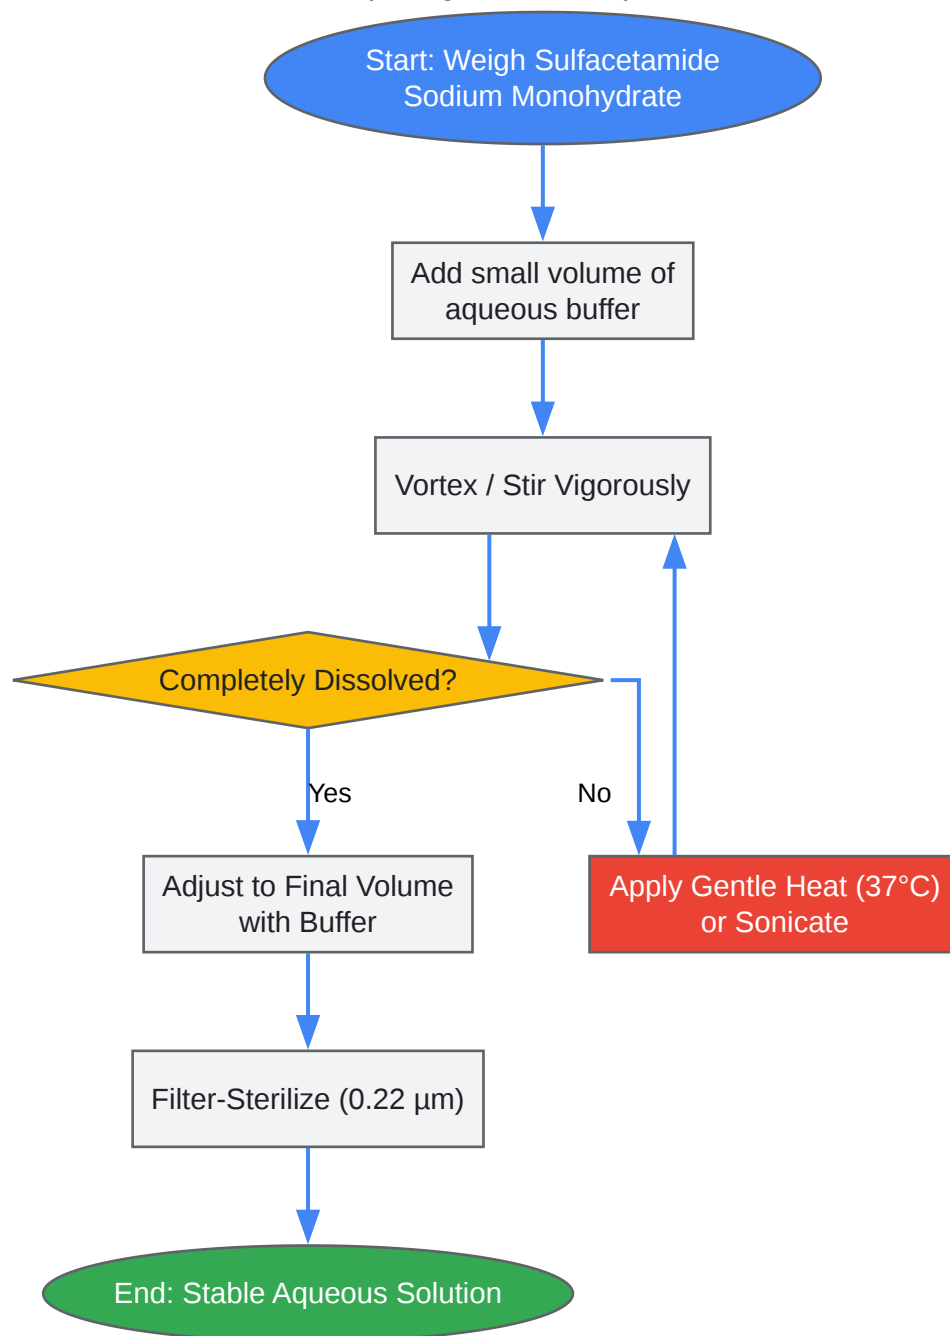 Start: Weigh Sulfacetamide
Sodium Monohydrate
Add small volume of
aqueous buffer
Vortex / Stir Vigorously
Completely Dissolved?
Yes
No
Adjust to Final Volume
with Buffer
Apply Gentle Heat (37°C)
or Sonicate
Filter-Sterilize (0.22 µm)
End: Stable Aqueous Solution